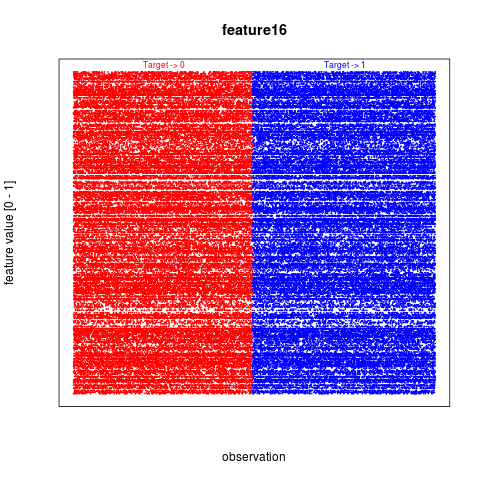 feature16
Target -> 0
Target -> 1
feature value [0 - 1]
observation